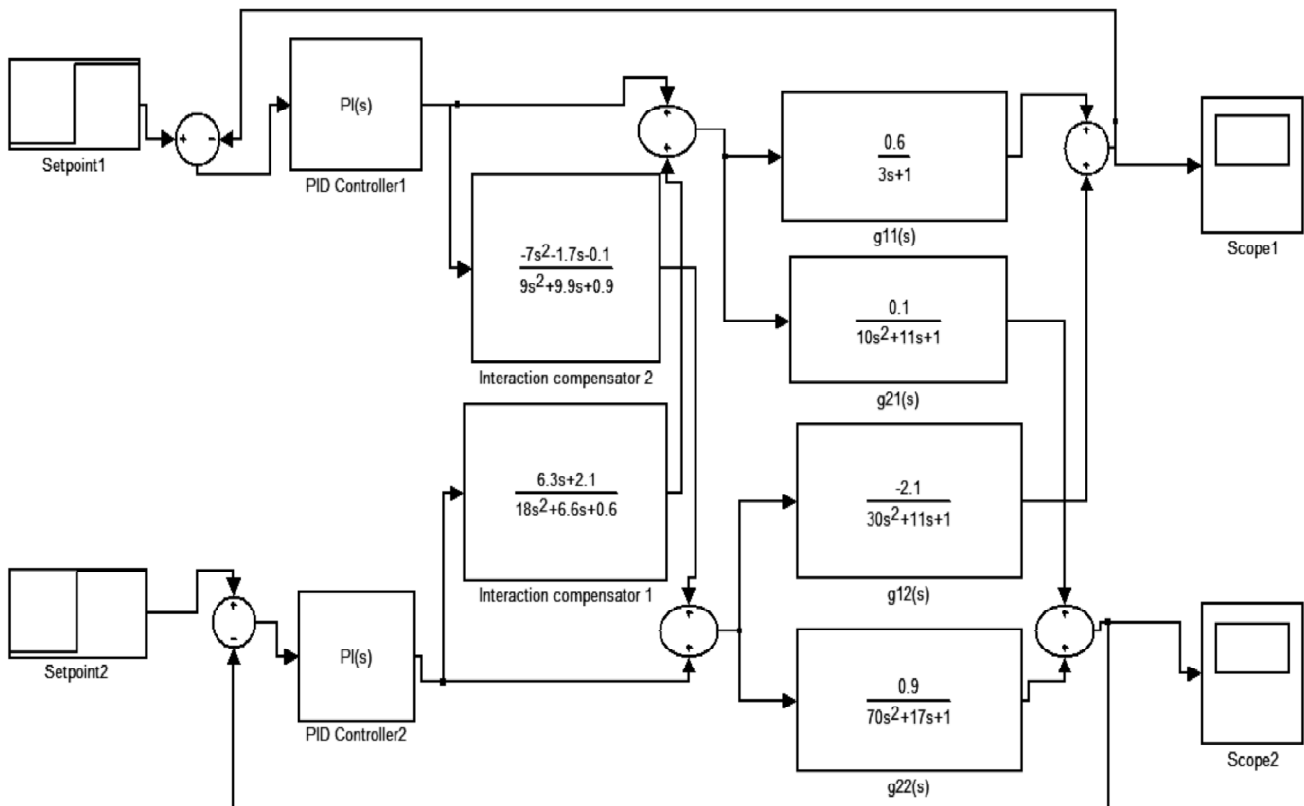 Setpoint1
+
-
PI(s)
PID Controller1
+
+
-7s²-1.7s-0.1
9s²+9.9s+0.9
Interaction compensator 2
0.6
3s+1
g11(s)
+
+
Scope1
0.1
10s²+11s+1
g21(s)
6.3s+2.1
18s²+6.6s+0.6
Interaction compensator 1
-2.1
30s²+11s+1
g12(s)
Setpoint2
+
-
PI(s)
PID Controller2
+
+
0.9
70s²+17s+1
g22(s)
+
+
Scope2